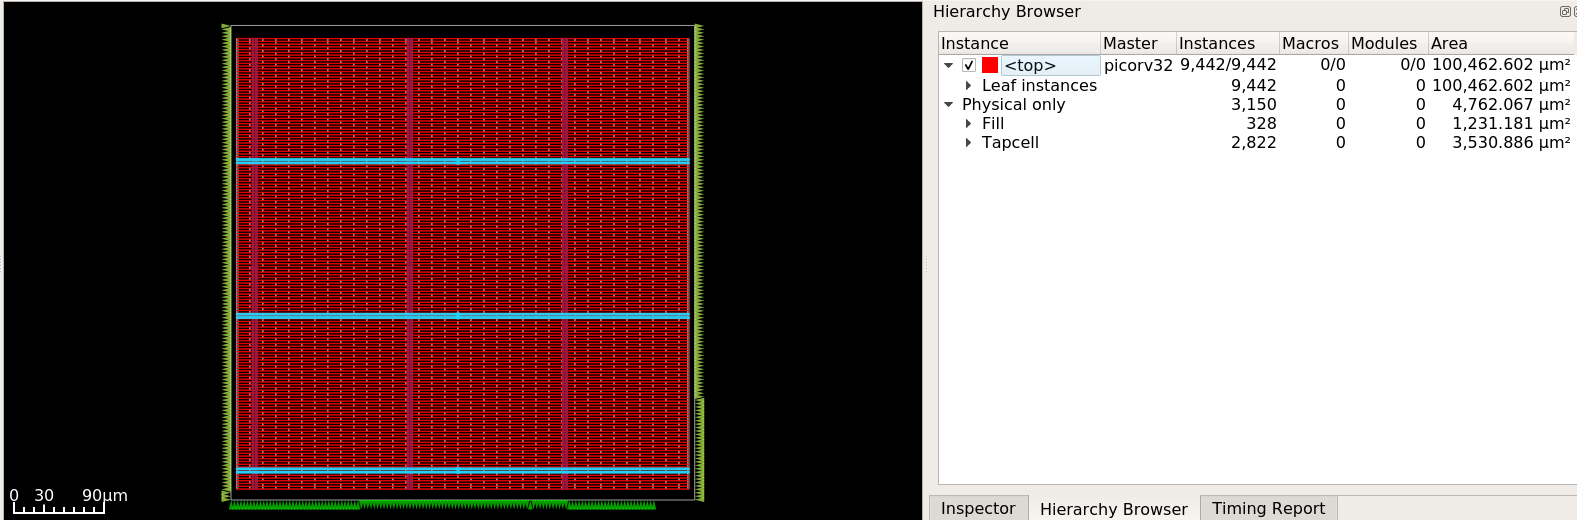 Hierarchy Browser
Instance Master Instances Macros Modules Area
<top> picorv32 9,442/9,442 0/0 0/0 100,462.602 µm²
Leaf instances 9,442 0 0 100,462.602 µm²
Physical only 3,150 0 0 4,762.067 µm²
Fill 328 0 0 1,231.181 µm²
Tapcell 2,822 0 0 3,530.886 µm²
0 30 90µm
Inspector Hierarchy Browser Timing Report